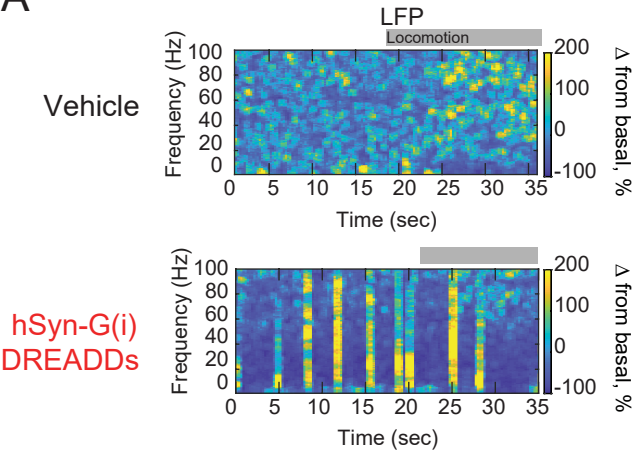 A
LFP
Locomotion
Vehicle
Frequency (Hz)
100
80
60
40
20
0
0 5 10 15 20 25 30 35
Time (sec)
200
100
0
-100
Δ from basal, %
hSyn-G(i)
DREADDs
Frequency (Hz)
100
80
60
40
20
0
0 5 10 15 20 25 30 35
Time (sec)
200
100
0
-100
Δ from basal, %